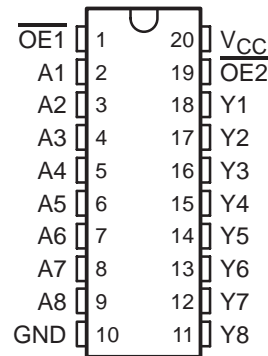 OE1 1 20 VCC
A1 2 19 OE2
A2 3 18 Y1
A3 4 17 Y2
A4 5 16 Y3
A5 6 15 Y4
A6 7 14 Y5
A7 8 13 Y6
A8 9 12 Y7
GND 10 11 Y8